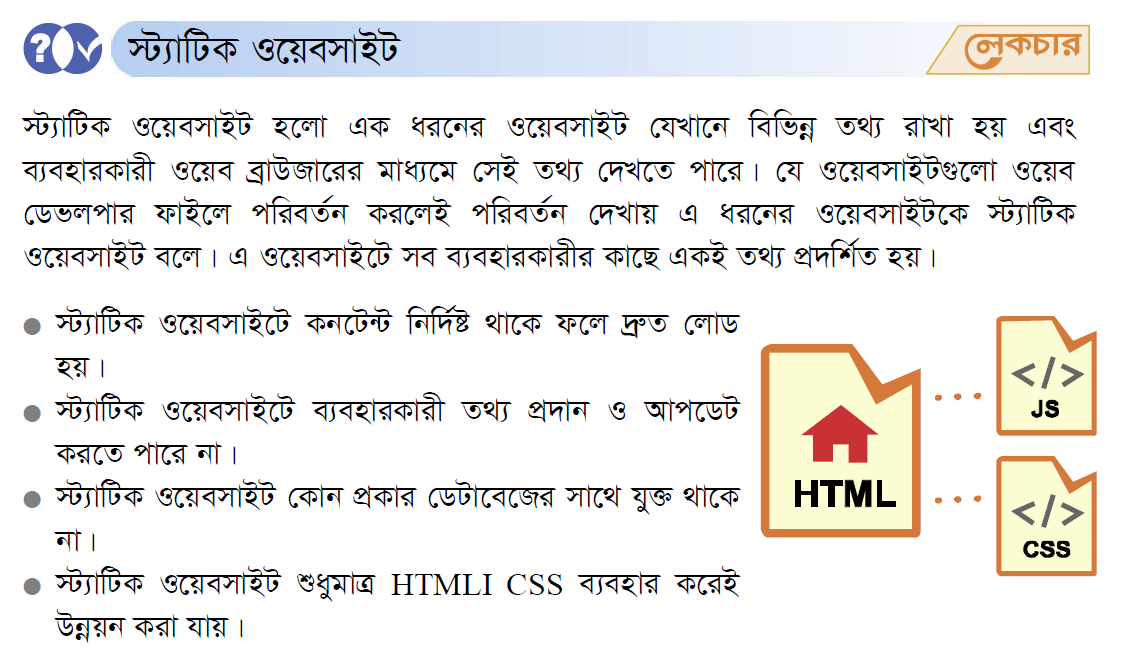 স্ট্যাটিক ওয়েবসাইট
লেকচার
স্ট্যাটিক ওয়েবসাইট হলো এক ধরনের ওয়েবসাইট যেখানে বিভিন্ন তথ্য রাখা হয় এবং
ব্যবহারকারী ওয়েব ব্রাউজারের মাধ্যমে সেই তথ্য দেখতে পারে। যে ওয়েবসাইটগুলো ওয়েব
ডেভলপার ফাইলে পরিবর্তন করলেই পরিবর্তন দেখায় এ ধরনের ওয়েবসাইটকে স্ট্যাটিক
ওয়েবসাইট বলে। এ ওয়েবসাইটে সব ব্যবহারকারীর কাছে একই তথ্য প্রদর্শিত হয়।
● স্ট্যাটিক ওয়েবসাইটে কনটেন্ট নির্দিষ্ট থাকে ফলে দ্রুত লোড
হয়।
● স্ট্যাটিক ওয়েবসাইটে ব্যবহারকারী তথ্য প্রদান ও আপডেট
করতে পারে না।
● স্ট্যাটিক ওয়েবসাইট কোন প্রকার ডেটাবেজের সাথে যুক্ত থাকে
না।
● স্ট্যাটিক ওয়েবসাইট শুধুমাত্র HTMLI CSS ব্যবহার করেই
উন্নয়ন করা যায়।
HTML
</>
JS
</>
CSS